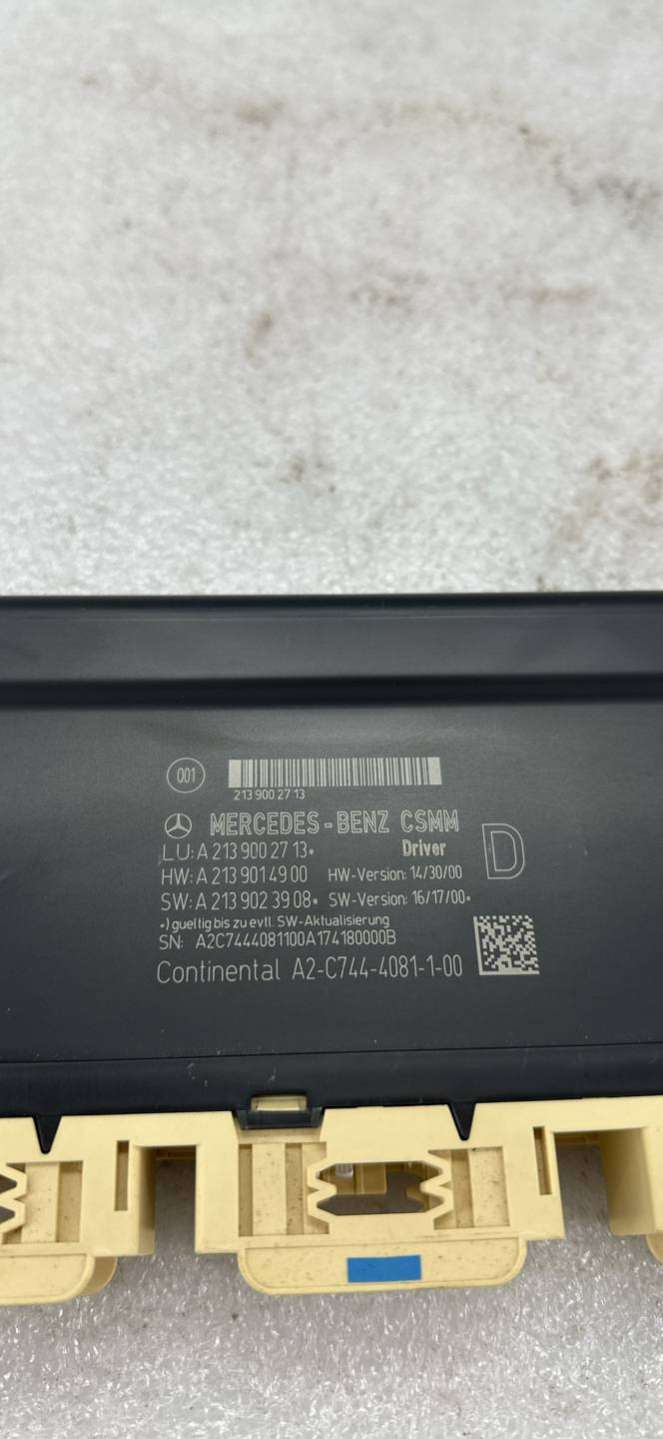 001
213 900 27 13
MERCEDES-BENZ CSMM
LU: A 213 900 27 13* Driver
D
HW: A 213 901 49 00 HW-Version: 14/30/00
SW: A 213 902 39 08* SW-Version: 16/17/00*
*) gueltig bis zu evtl. SW-Aktualisierung
SN: A2C7444081100A174180000B
Continental A2-C744-4081-1-00